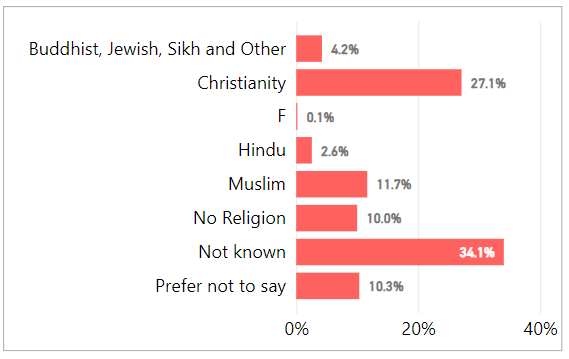 Buddhist, Jewish, Sikh and Other 4.2%
Christianity 27.1%
F 0.1%
Hindu 2.6%
Muslim 11.7%
No Religion 10.0%
Not known 34.1%
Prefer not to say 10.3%
0% 20% 40%